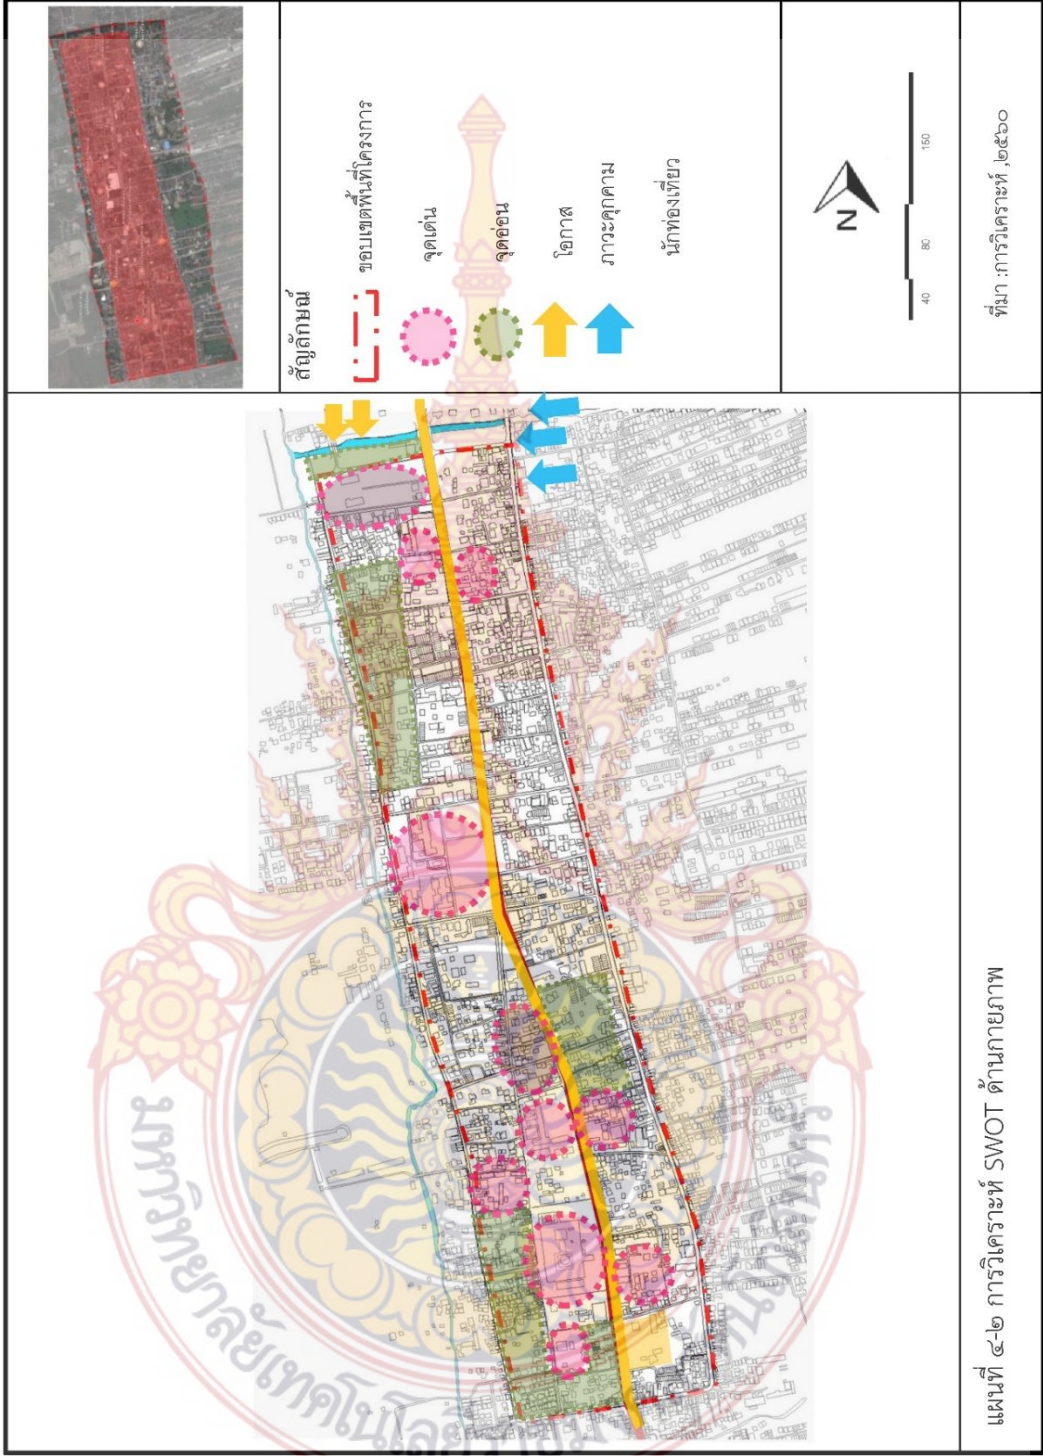 สัญลักษณ์
ขอบเขตพื้นที่โครงการ
จุดเด่น
จุดอ่อน
โอกาส
ภาวะคุกคาม
นักท่องเที่ยว
N
40 80 160
ที่มา :การวิเคราะห์ ,๒๕๖๐
แผนที่ ๔-๒ การวิเคราะห์ SWOT ด้านกายภาพ